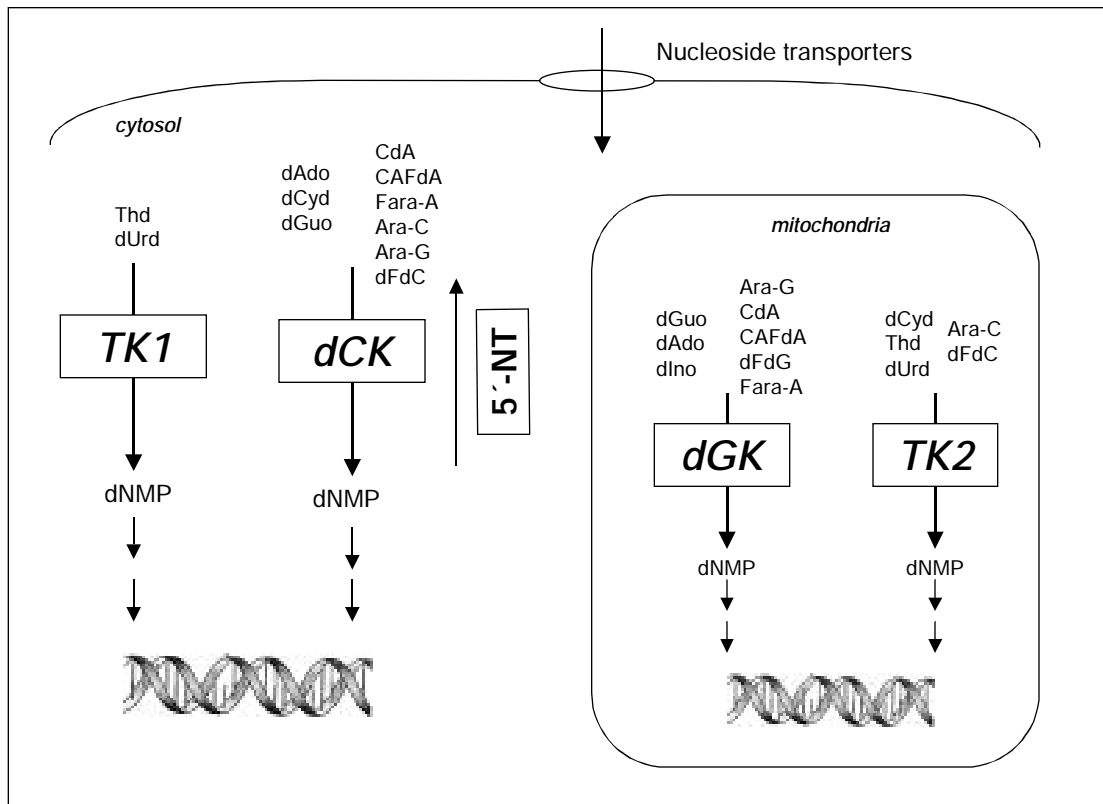 Nucleoside transporters
cytosol
Thd
dUrd
TK1
dNMP
dAdo
dCyd
dGuo
CdA
CAFdA
Fara-A
Ara-C
Ara-G
dFdC
dCK
dNMP
5´-NT
mitochondria
dGuo
dAdo
dIno
Ara-G
CdA
CAFdA
dFdG
Fara-A
dGK
dNMP
dCyd
Thd
dUrd
Ara-C
dFdC
TK2
dNMP